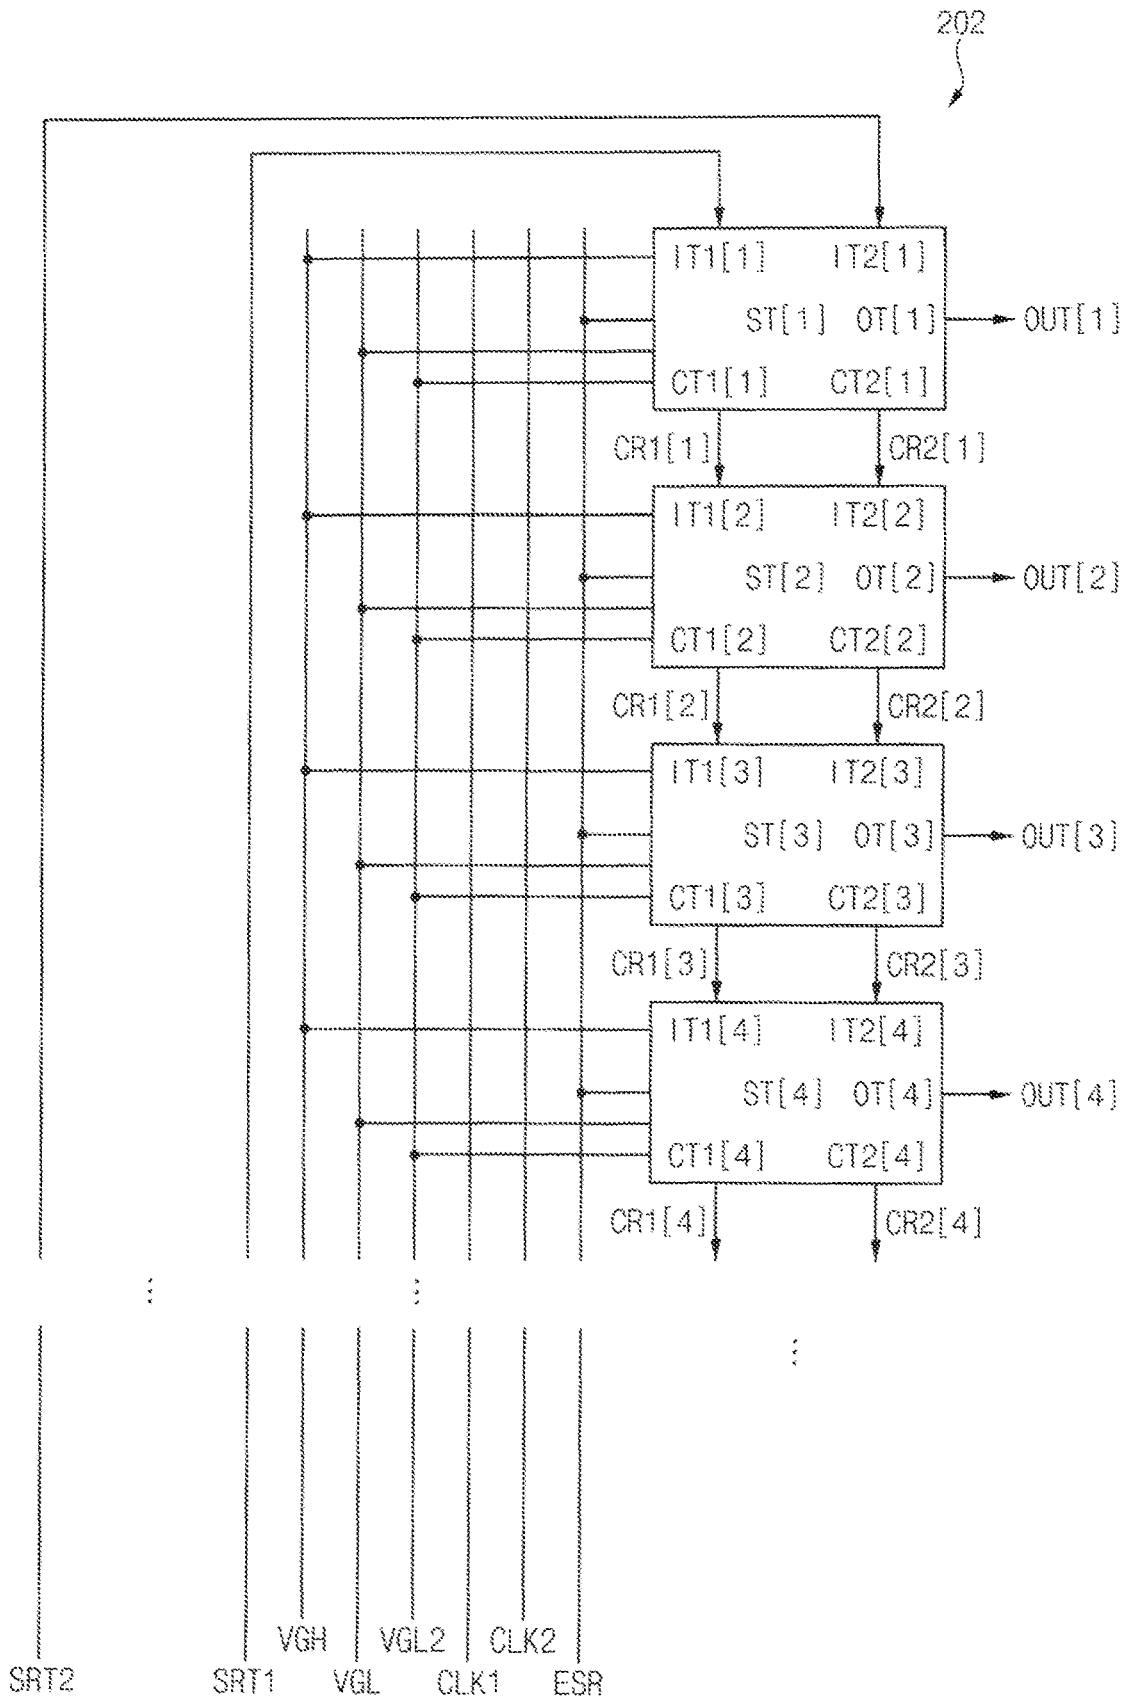 202
IT1[1] IT2[1]
ST[1] OT[1] OUT[1]
CT1[1] CT2[1]
CR1[1] CR2[1]
IT1[2] IT2[2]
ST[2] OT[2] OUT[2]
CT1[2] CT2[2]
CR1[2] CR2[2]
IT1[3] IT2[3]
ST[3] OT[3] OUT[3]
CT1[3] CT2[3]
CR1[3] CR2[3]
IT1[4] IT2[4]
ST[4] OT[4] OUT[4]
CT1[4] CT2[4]
CR1[4] CR2[4]
VGH VGL2 CLK2
SRT2 SRT1 VGL CLK1 ESR